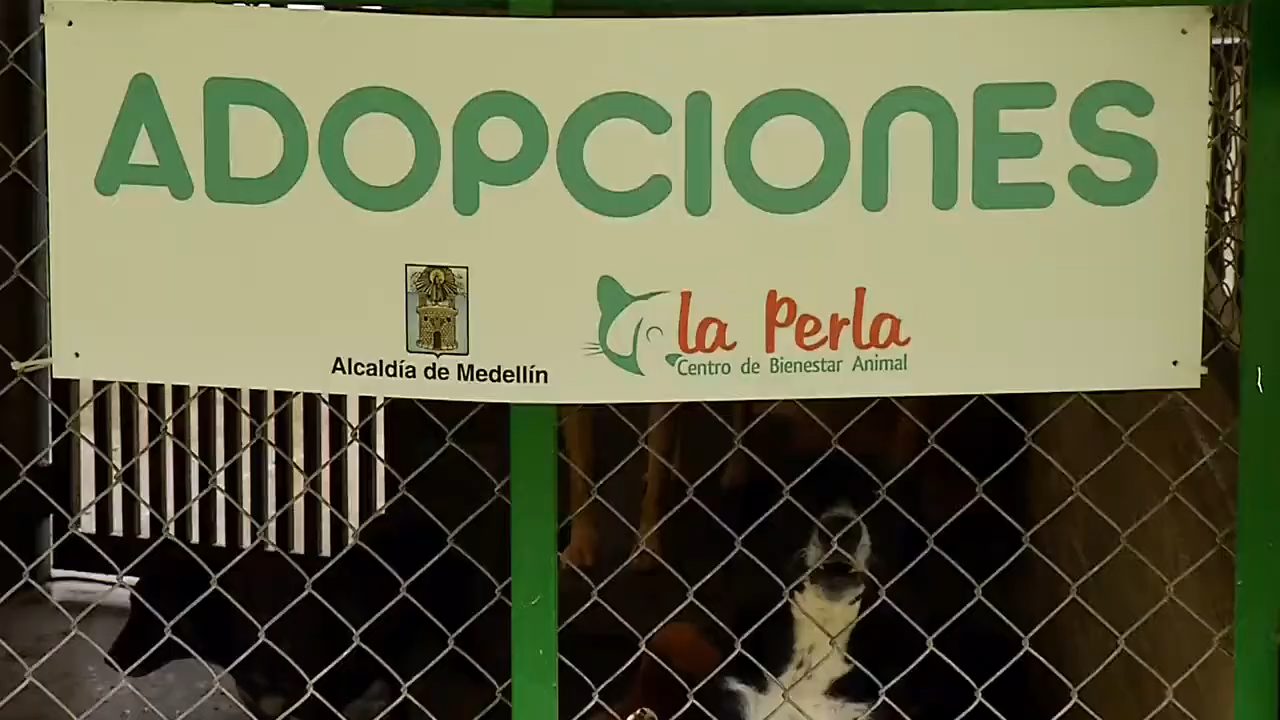 ADOPCIONES
Alcaldía de Medellín
la Perla
Centro de Bienestar Animal